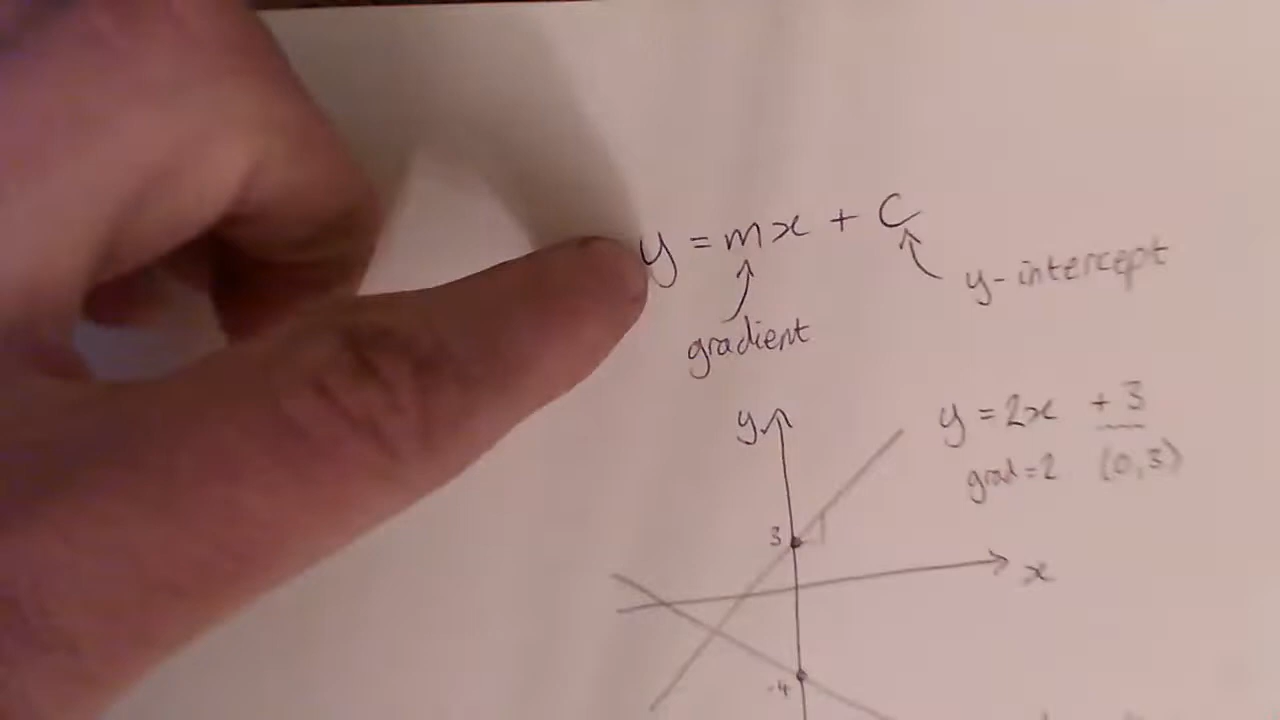 y = mx + c
y-intercept
gradient
y = 2x + 3
grad=2 (0,3)
y
3
x
-4